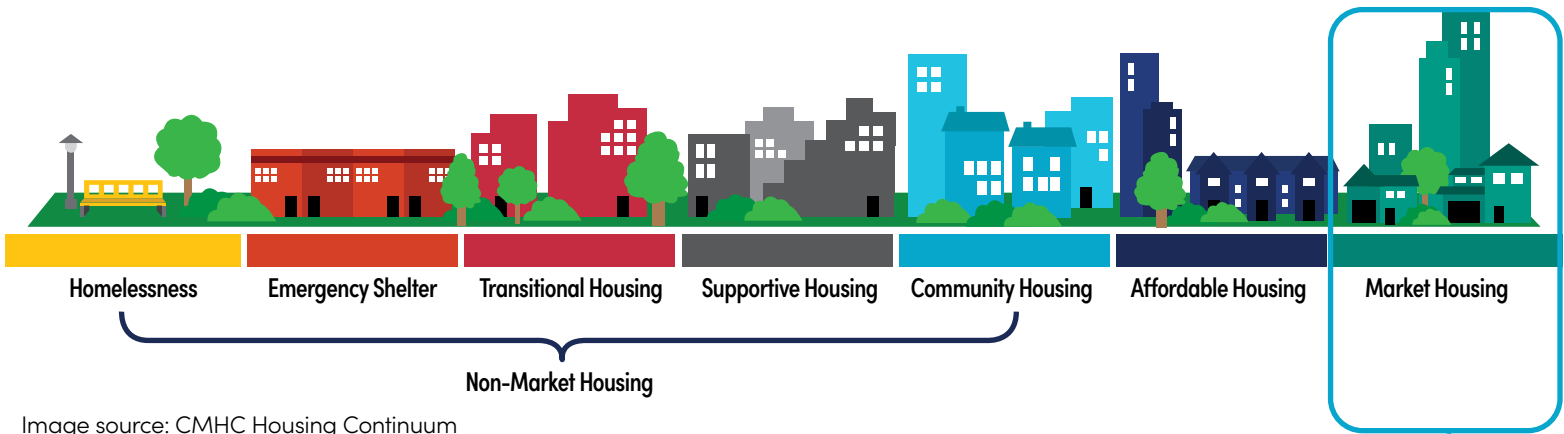 Homelessness
Emergency Shelter
Transitional Housing
Supportive Housing
Community Housing
Affordable Housing
Market Housing
Non-Market Housing
Image source: CMHC Housing Continuum